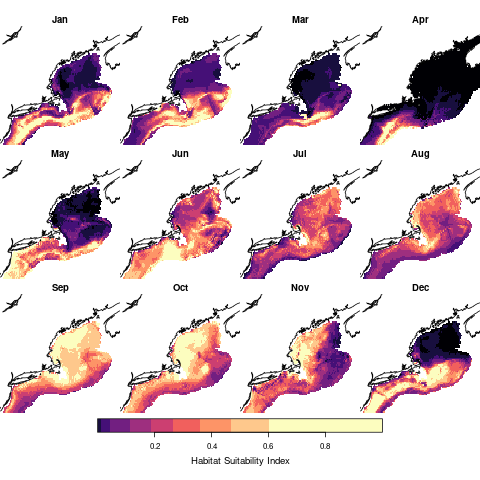 Jan Feb Mar Apr
May Jun Jul Aug
Sep Oct Nov Dec
0.2 0.4 0.6 0.8
Habitat Suitability Index